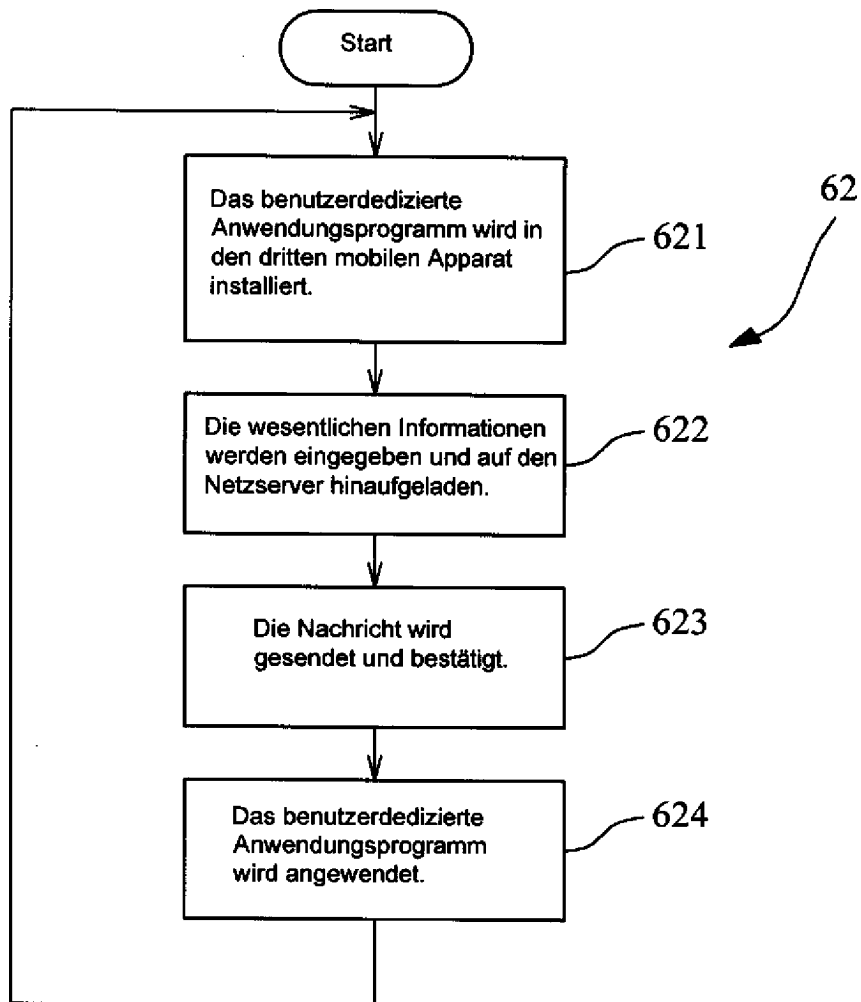 Start
Das benutzerdedizierte
Anwendungsprogramm wird in
den dritten mobilen Apparat
installiert.
62
621
Die wesentlichen Informationen
werden eingegeben und auf den
Netzserver hinaufgeladen.
622
Die Nachricht wird
gesendet und bestätigt.
623
Das benutzerdedizierte
Anwendungsprogramm
wird angewendet.
624